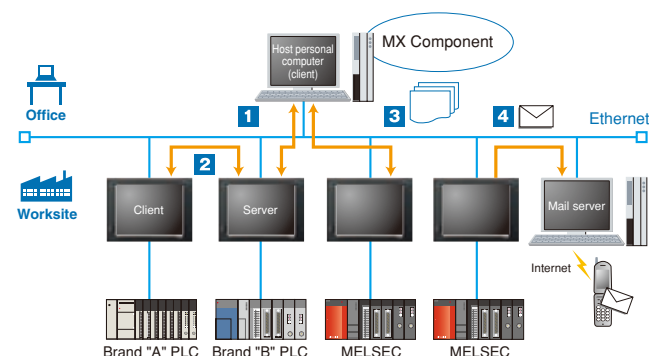 Host personal
computer
(client)
MX Component
Office
1
3
4
Ethernet
2
Worksite
Client
Server
Mail server
Internet
Brand "A" PLC
Brand "B" PLC
MELSEC
MELSEC